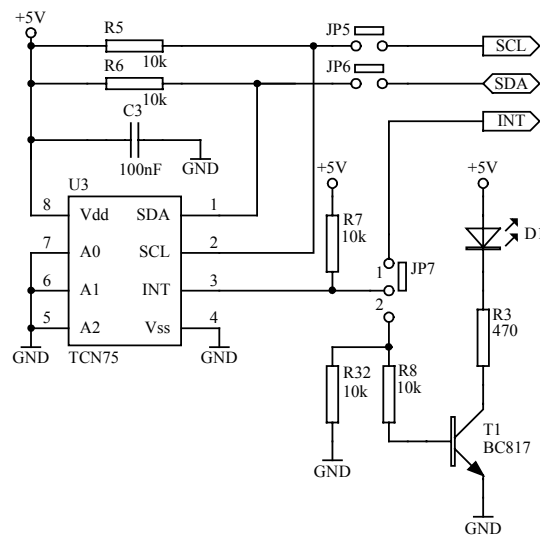 +5V
R5
10k
JP5
SCL
R6
10k
JP6
SDA
C3
100nF
GND
INT
+5V
+5V
U3
8
Vdd
SDA
1
R7
10k
D1
7
A0
SCL
2
6
A1
INT
3
1
JP7
2
5
A2
Vss
4
GND
TCN75
GND
R3
470
R32
10k
R8
10k
T1
BC817
GND
GND